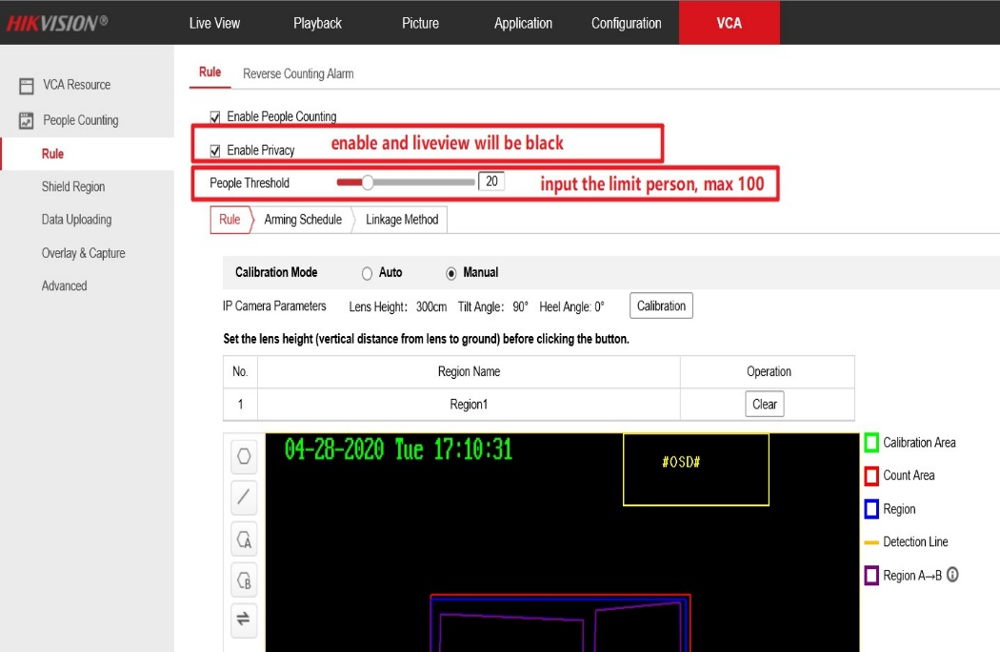 HIKVISION®
Live View Playback Picture Application Configuration VCA
VCA Resource
People Counting
Rule
Shield Region
Data Uploading
Overlay & Capture
Advanced
Rule Reverse Counting Alarm
Enable People Counting
Enable Privacy enable and liveview will be black
People Threshold 20 input the limit person, max 100
Rule Arming Schedule Linkage Method
Calibration Mode Auto Manual
IP Camera Parameters Lens Height: 300cm Tilt Angle: 90° Heel Angle: 0° Calibration
Set the lens height (vertical distance from lens to ground) before clicking the button.
No. Region Name Operation
1 Region1 Clear
04-28-2020 Tue 17:10:31
#OSD#
A
B
Calibration Area
Count Area
Region
Detection Line
Region A→B